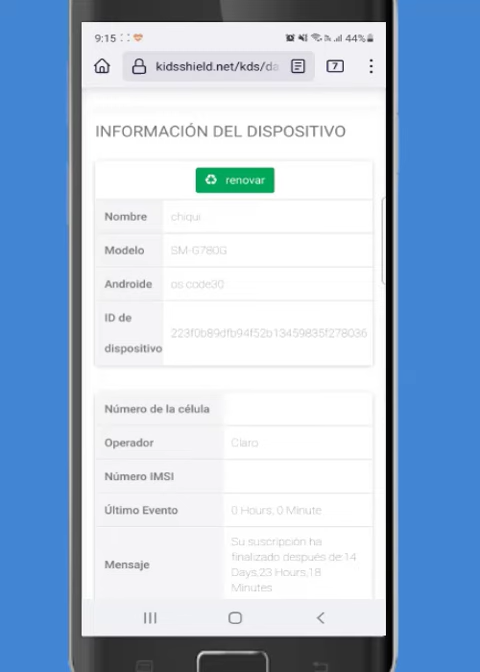 9:15 44%
kidsshield.net/kds/da 7
INFORMACIÓN DEL DISPOSITIVO
renovar
Nombre chiqui
Modelo SM-G780G
Androide os code30
ID de
dispositivo 223f0b89dfb94f52b13459835f278036
Número de la célula
Operador Claro
Número IMSI
Último Evento 0 Hours, 0 Minute
Mensaje Su suscripción ha
finalizado después de:14
Days,23 Hours,18
Minutes